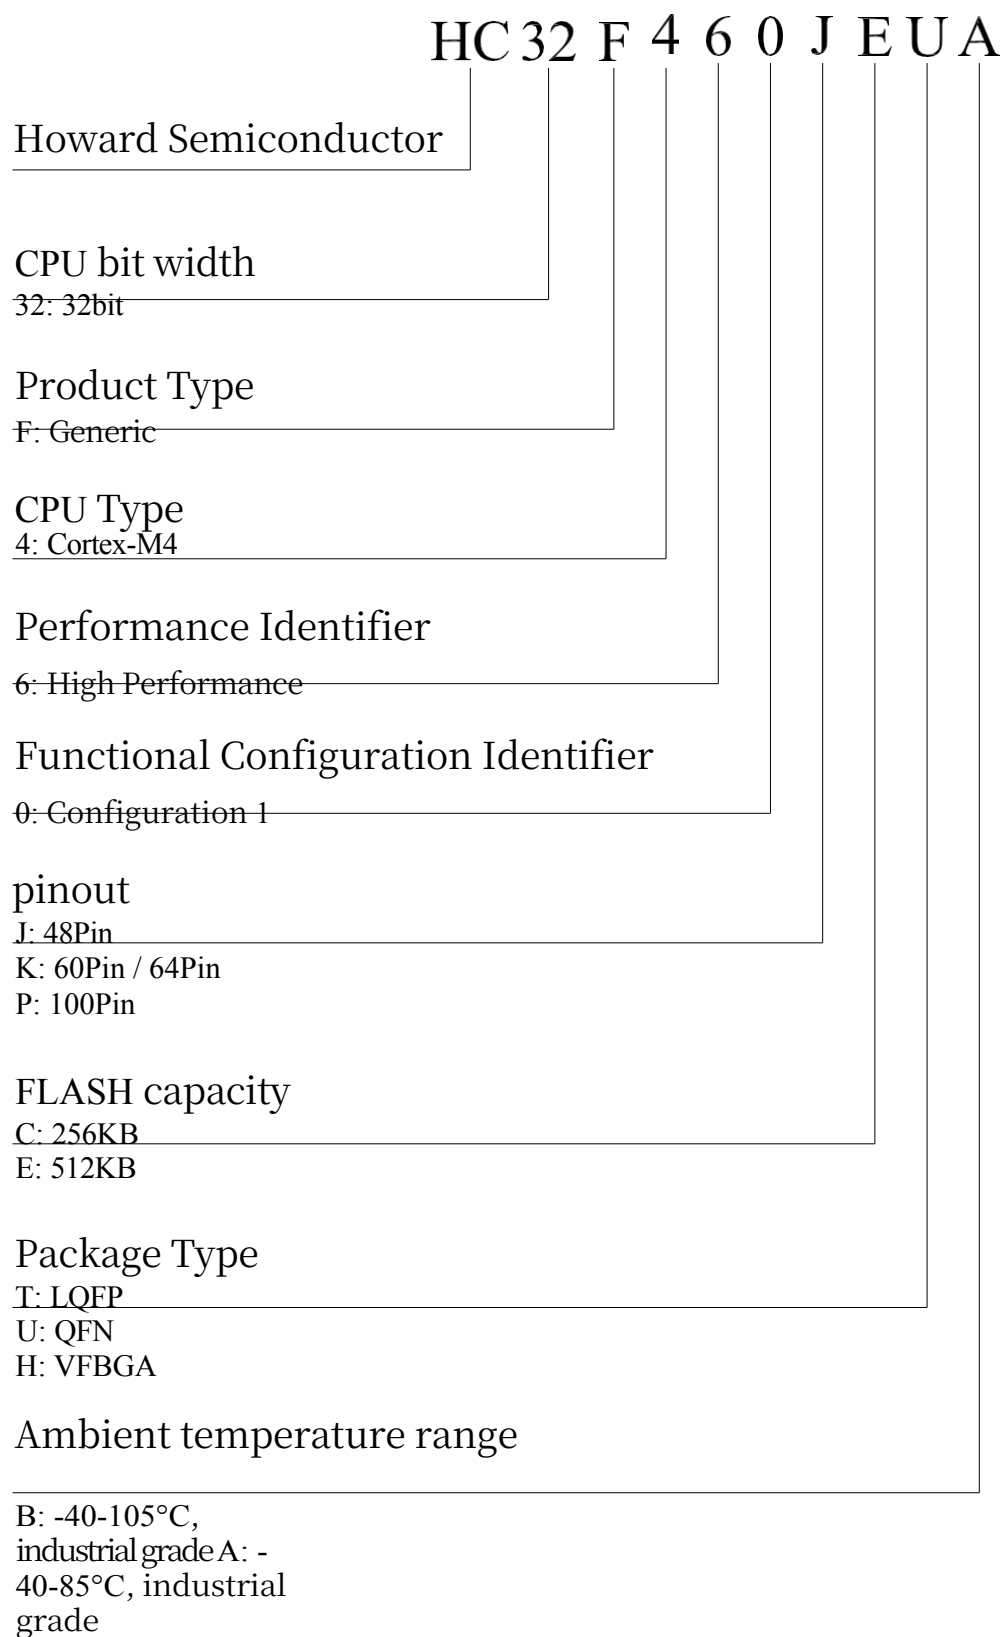 HC 32 F 4 6 0 J E U A
Howard Semiconductor
CPU bit width
32: 32bit
Product Type
F: Generic
CPU Type
4: Cortex-M4
Performance Identifier
6: High Performance
Functional Configuration Identifier
0: Configuration 1
pinout
J: 48Pin
K: 60Pin / 64Pin
P: 100Pin
FLASH capacity
C: 256KB
E: 512KB
Package Type
T: LQFP
U: QFN
H: VFBGA
Ambient temperature range
B: -40-105°C,
industrial grade A: -
40-85°C, industrial
grade